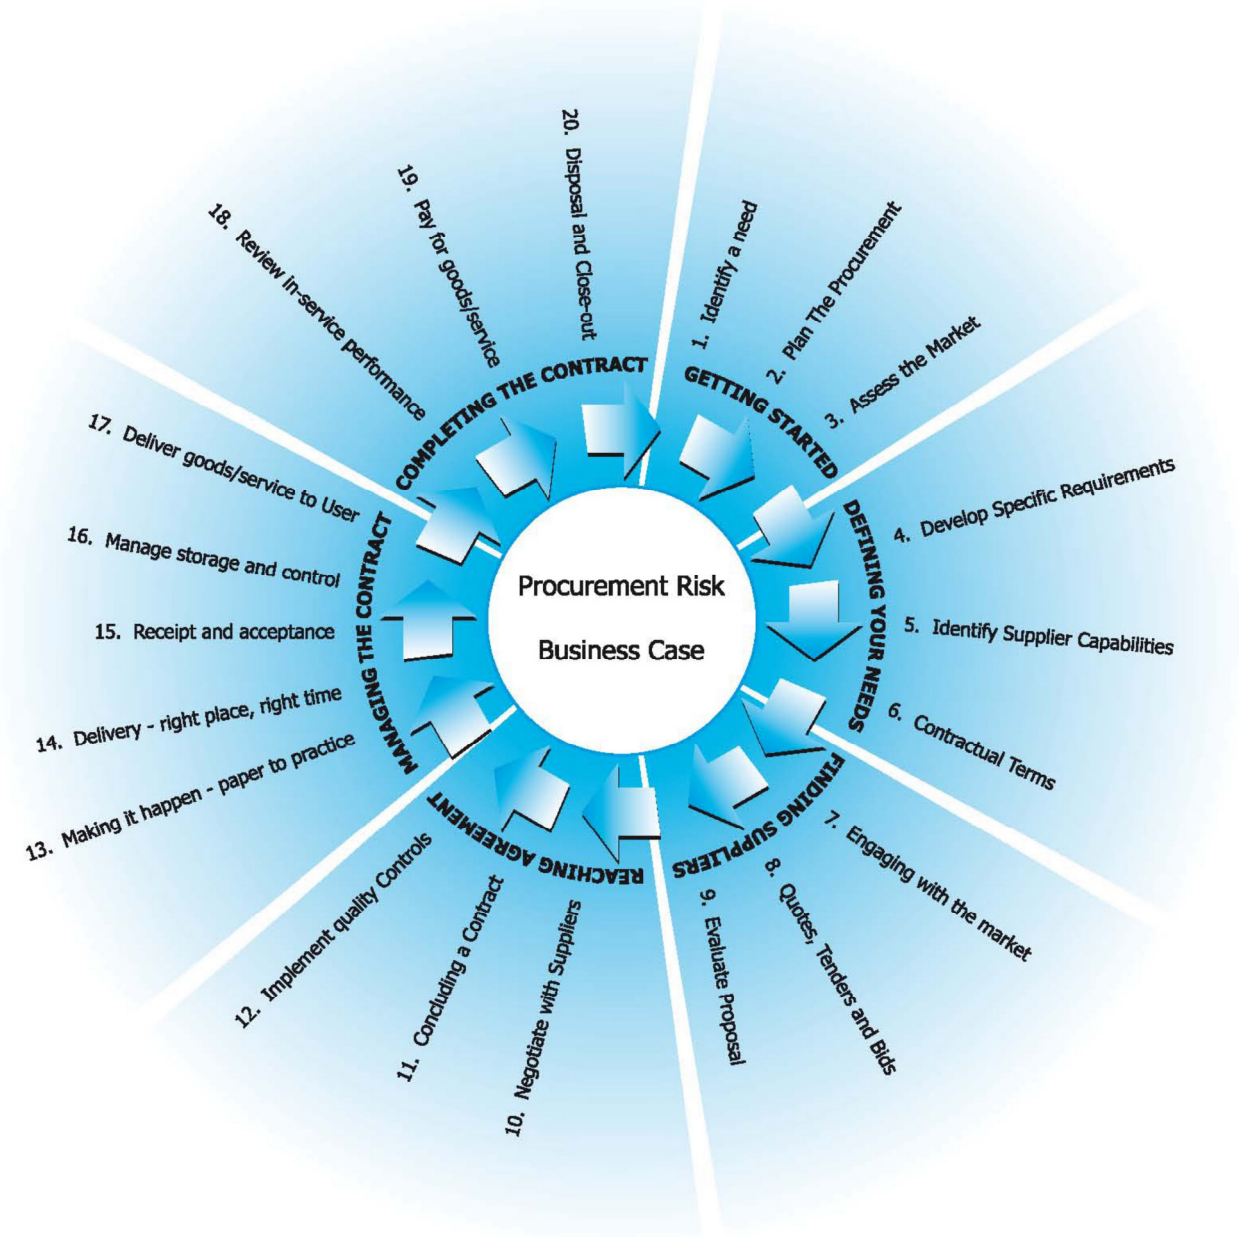 Procurement Risk
Business Case
GETTING STARTED
1. Identify a need
2. Plan The Procurement
3. Assess the Market
DEFINING YOUR NEEDS
4. Develop Specific Requirements
5. Identify Supplier Capabilities
6. Contractual Terms
FINDING SUPPLIERS
7. Engaging with the market
8. Quotes, Tenders and Bids
9. Evaluate Proposal
REACHING AGREEMENT
10. Negotiate with Suppliers
11. Concluding a Contract
12. Implement quality Controls
MANAGING THE CONTRACT
13. Making it happen - paper to practice
14. Delivery - right place, right time
15. Receipt and acceptance
16. Manage storage and control
17. Deliver goods/service to User
COMPLETING THE CONTRACT
18. Review in-service performance
19. Pay for goods/service
20. Disposal and Close-out